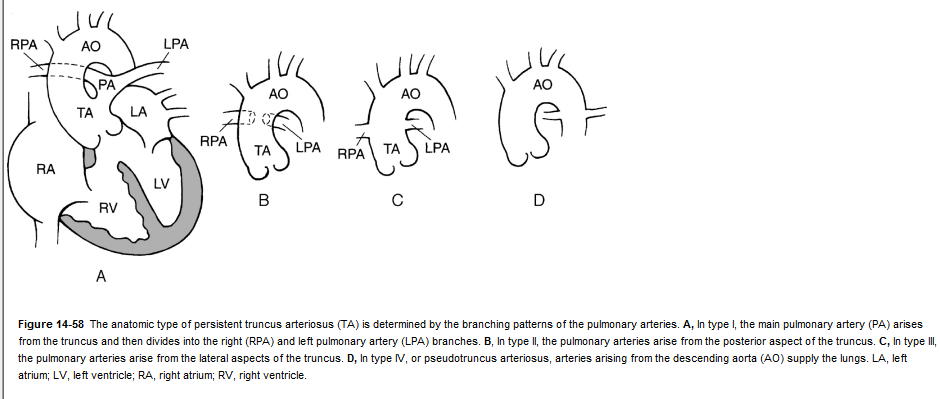 RPA
AO
LPA
PA
TA
LA
RA
LV
RV
A
AO
RPA
TA
LPA
B
AO
RPA
TA
LPA
C
AO
D
Figure 14-58 The anatomic type of persistent truncus arteriosus (TA) is determined by the branching patterns of the pulmonary arteries. A, In type I, the main pulmonary artery (PA) arises
from the truncus and then divides into the right (RPA) and left pulmonary artery (LPA) branches. B, In type II, the pulmonary arteries arise from the posterior aspect of the truncus. C, In type III,
the pulmonary arteries arise from the lateral aspects of the truncus. D, In type IV, or pseudotruncus arteriosus, arteries arising from the descending aorta (AO) supply the lungs. LA, left
atrium; LV, left ventricle; RA, right atrium; RV, right ventricle.